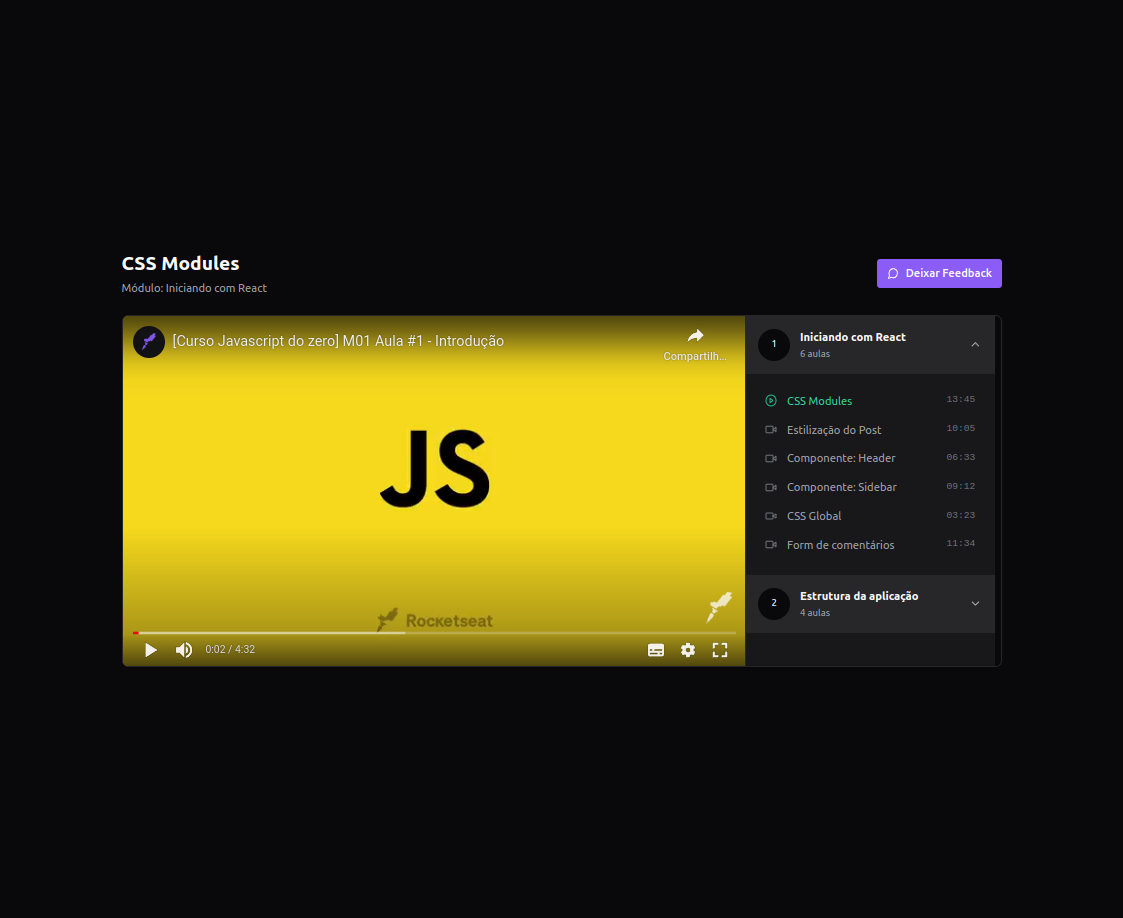 CSS Modules
Módulo: Iniciando com React
Deixar Feedback
[Curso Javascript do zero] M01 Aula #1 - Introdução
Compartilh...
JS
Rocketseat
0:02 / 4:32
1
Iniciando com React
6 aulas
CSS Modules 13:45
Estilização do Post 10:05
Componente: Header 06:33
Componente: Sidebar 09:12
CSS Global 03:23
Form de comentários 11:34
2
Estrutura da aplicação
4 aulas